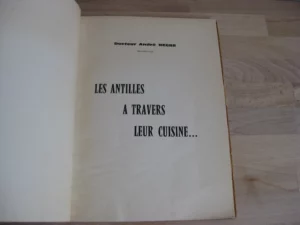 Docteur André NEGRE
LES ANTILLES
A TRAVERS
LEUR CUISINE...